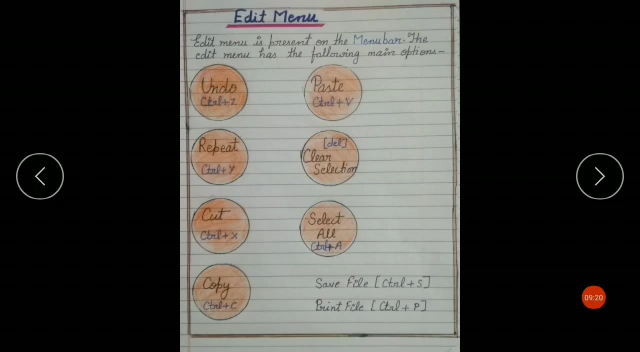 Edit Menu
Edit menu is present on the Menubar. The
edit menu has the following main options-
Undo
Ctrl+Z
Paste
Ctrl+V
Repeat
Ctrl+Y
[del]
Clear
Selection
Cut
Ctrl+X
Select
All
Ctrl+A
Copy
Ctrl+C
Save File [Ctrl+S]
Print File [Ctrl+P]
09:20